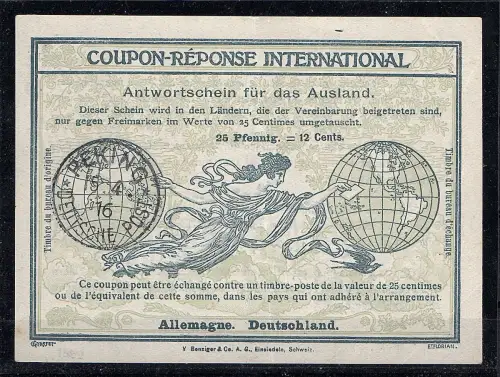 COUPON-RÉPONSE INTERNATIONAL
Antwortschein für das Ausland.
Dieser Schein wird in den Ländern, die der Vereinbarung beigetreten sind,
nur gegen Freimarken im Werte von 25 Centimes umgetauscht.
25 Pfennig. = 12 Cents.
Timbre du bureau d'origine.
PEKING
4
16
DEUTSCHE POST
Timbre du bureau d'échange.
Ce coupon peut être échangé contre un timbre-poste de la valeur de 25 centimes
ou de l'équivalent de cette somme, dans les pays qui ont adhéré à l'arrangement.
Allemagne. Deutschland.
Benziger & Co. A. G., Einsiedeln, Schweiz.